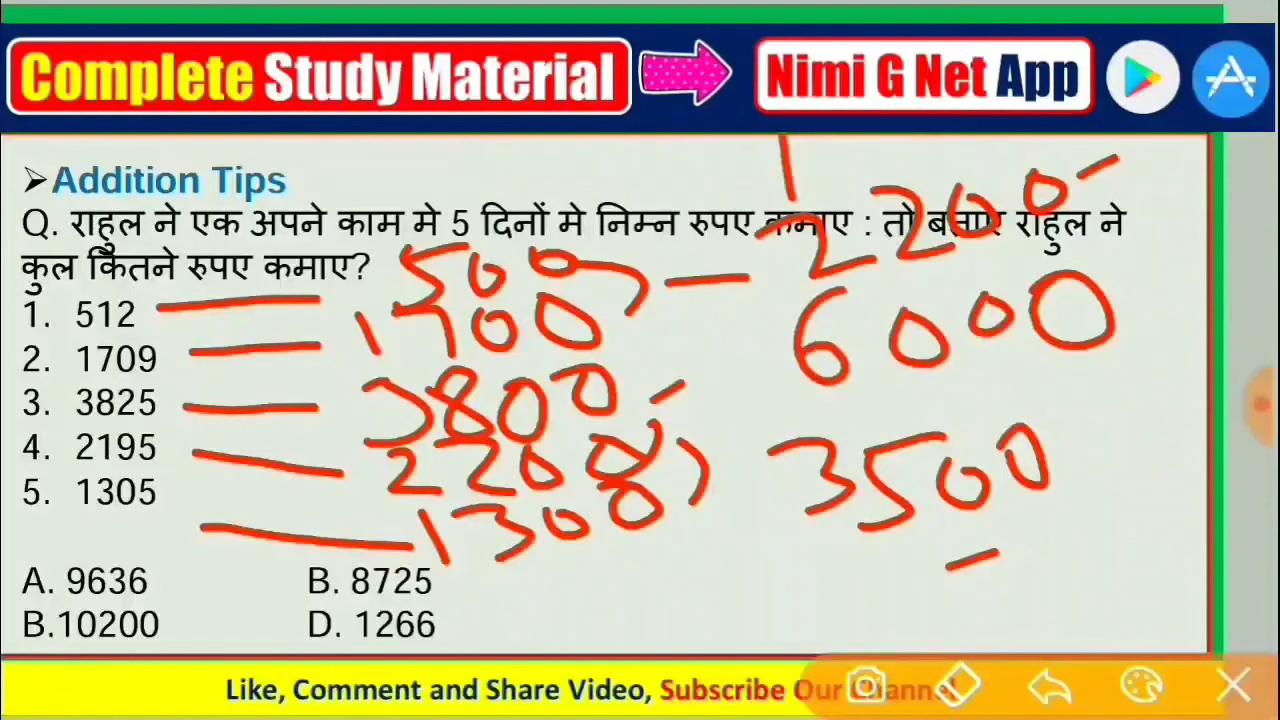 Complete Study Material Nimi G Net App
➢Addition Tips
Q. राहुल ने एक अपने काम मे 5 दिनों मे निम्न रुपए कमाए : तो बताए राहुल ने
कुल कितने रुपए कमाए?
1. 512
2. 1709
3. 3825
4. 2195
5. 1305
500 – 2200
1700
6000
3800
2200
1300
3500
A. 9636 B. 8725
B.10200 D. 1266
Like, Comment and Share Video, Subscribe Our Channel